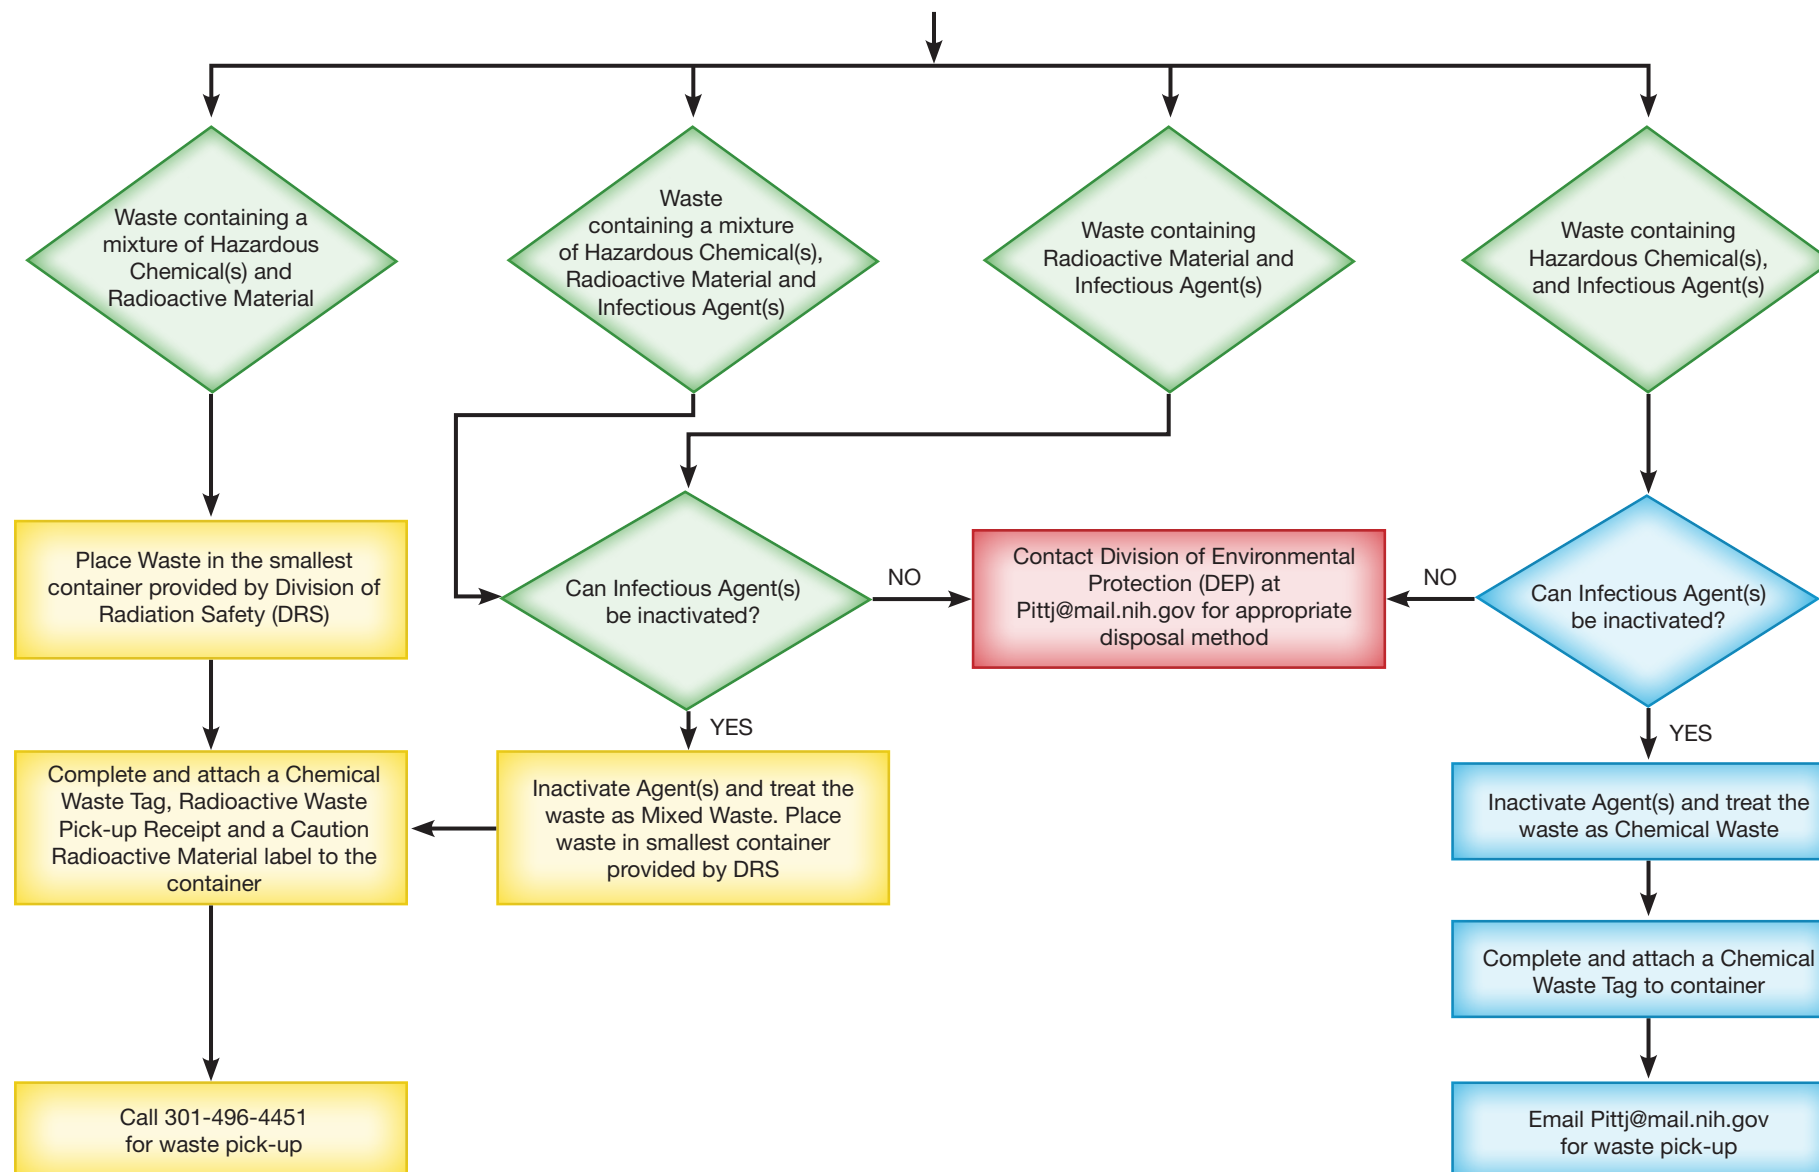 Waste containing a
mixture of Hazardous
Chemical(s) and
Radioactive Material
Waste
containing a mixture
of Hazardous Chemical(s),
Radioactive Material and
Infectious Agent(s)
Waste containing
Radioactive Material and
Infectious Agent(s)
Waste containing
Hazardous Chemical(s),
and Infectious Agent(s)
Place Waste in the smallest
container provided by Division of
Radiation Safety (DRS)
Can Infectious Agent(s)
be inactivated?
NO
Contact Division of Environmental
Protection (DEP) at
Pittj@mail.nih.gov for appropriate
disposal method
NO
Can Infectious Agent(s)
be inactivated?
YES
YES
Complete and attach a Chemical
Waste Tag, Radioactive Waste
Pick-up Receipt and a Caution
Radioactive Material label to the
container
Inactivate Agent(s) and treat the
waste as Mixed Waste. Place
waste in smallest container
provided by DRS
Inactivate Agent(s) and treat the
waste as Chemical Waste
Complete and attach a Chemical
Waste Tag to container
Call 301-496-4451
for waste pick-up
Email Pittj@mail.nih.gov
for waste pick-up